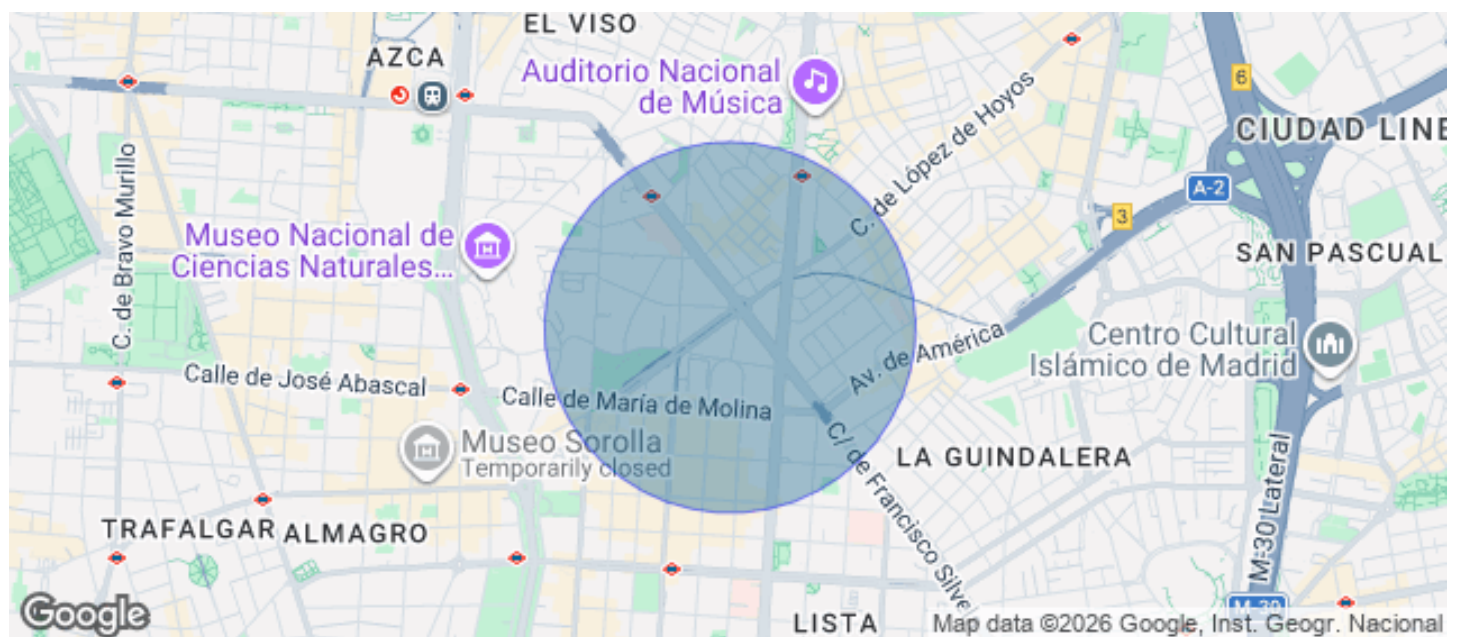 EL VISO
AZCA
Auditorio Nacional
de Música
C. de López de Hoyos
6
CIUDAD LINE
C. de Bravo Murillo
A-2
3
Museo Nacional de
Ciencias Naturales...
SAN PASCUAL
Centro Cultural
Islámico de Madrid
Av. de América
Calle de José Abascal
Calle de María de Molina
Museo Sorolla
Temporarily closed
C/ de Francisco Silve
LA GUINDALERA
M-30 Lateral
TRAFALGAR
ALMAGRO
M-30
Google
LISTA
Map data ©2026 Google, Inst. Geogr. Nacional